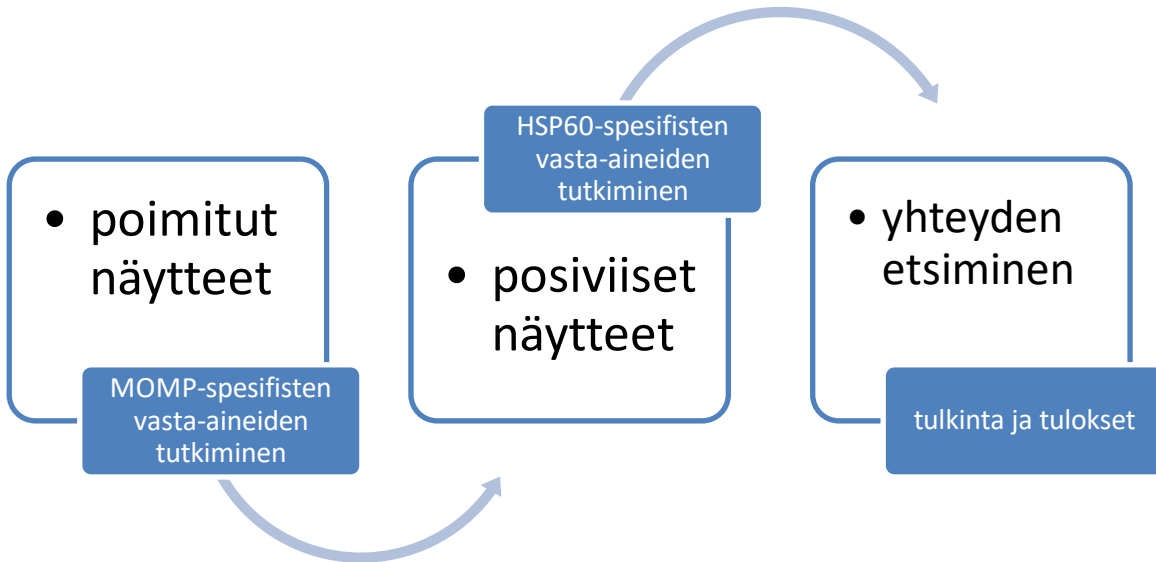 • poimitut
näytteet
MOMP-spesifisten
vasta-aineiden
tutkiminen
HSP60-spesifisten
vasta-aineiden
tutkiminen
• posiviiset
näytteet
• yhteyden
etsiminen
tulkinta ja tulokset